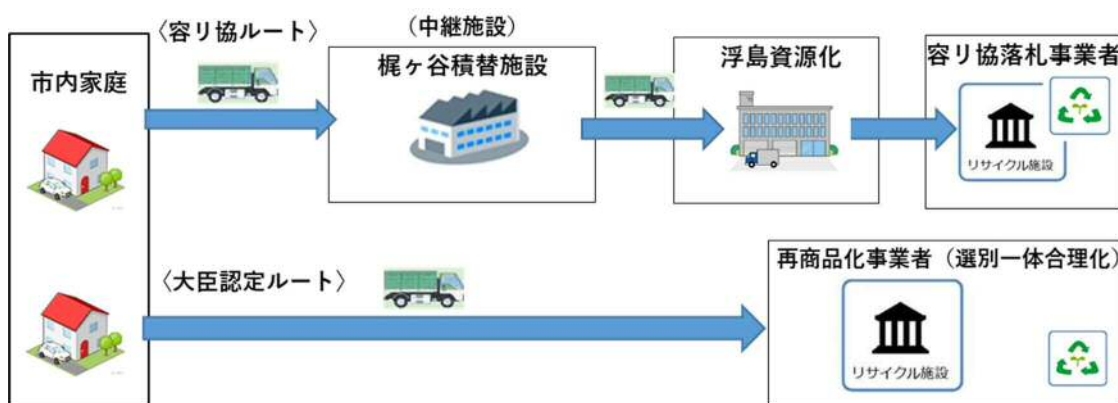 〈容リ協ルート〉
（中継施設）
市内家庭
梶ヶ谷積替施設
浮島資源化
容リ協落札事業者
リサイクル施設
〈大臣認定ルート〉
再商品化事業者（選別一体合理化）
リサイクル施設